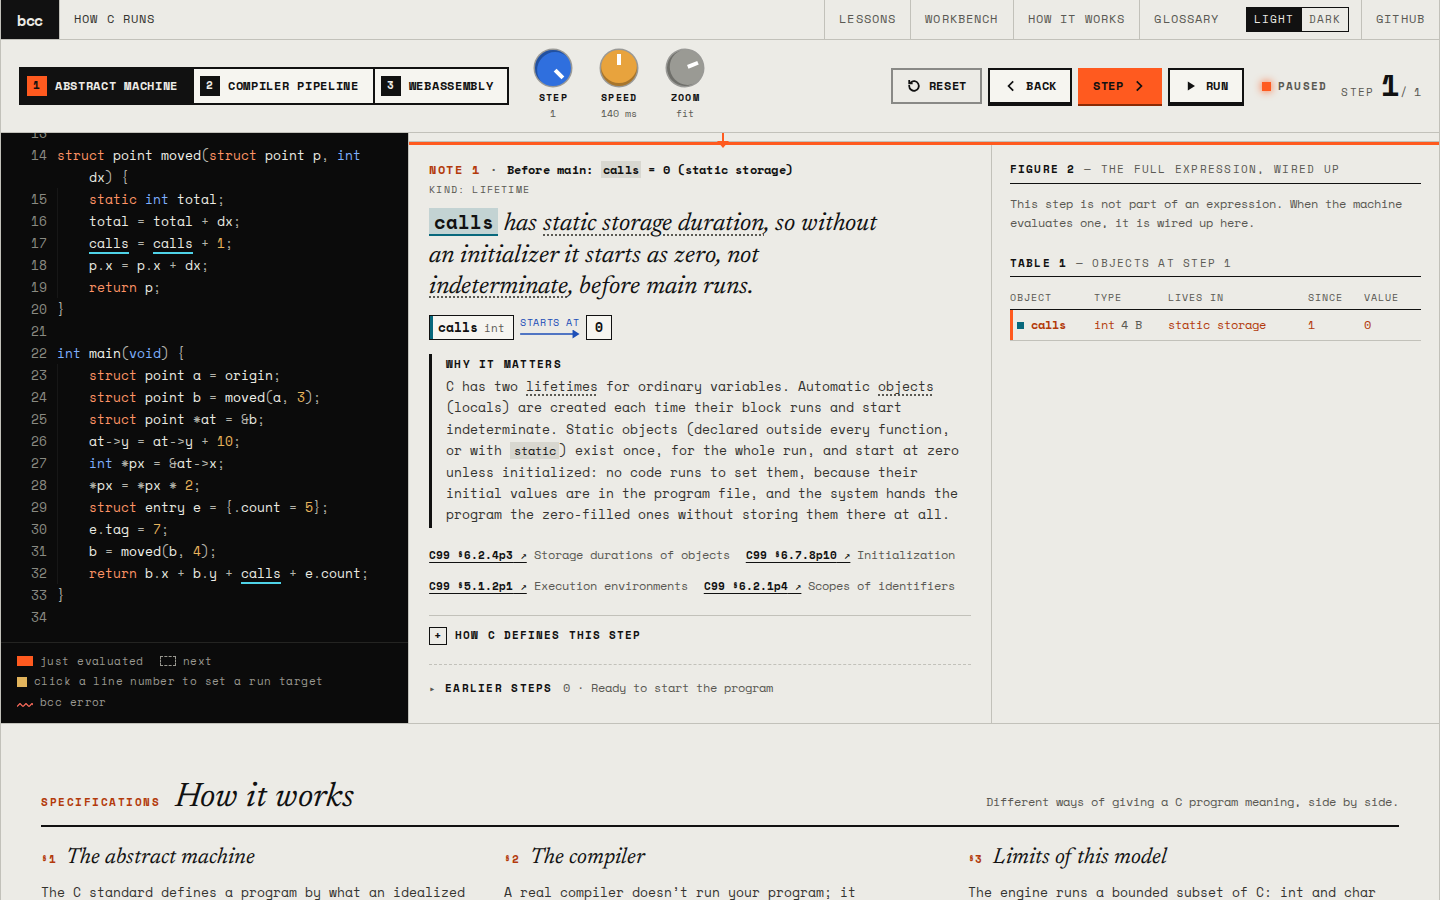 bcc HOW C RUNS LESSONS WORKBENCH HOW IT WORKS GLOSSARY LIGHT DARK GITHUB
1 ABSTRACT MACHINE 2 COMPILER PIPELINE 3 WEBASSEMBLY
STEP SPEED ZOOM
1 140 ms fit
RESET BACK STEP RUN PAUSED STEP 1 / 1
13
14 struct point moved(struct point p, int
dx) {
15 static int total;
16 total = total + dx;
17 calls = calls + 1;
18 p.x = p.x + dx;
19 return p;
20 }
21
22 int main(void) {
23 struct point a = origin;
24 struct point b = moved(a, 3);
25 struct point *at = &b;
26 at->y = at->y + 10;
27 int *px = &at->x;
28 *px = *px * 2;
29 struct entry e = {.count = 5};
30 e.tag = 7;
31 b = moved(b, 4);
32 return b.x + b.y + calls + e.count;
33 }
34
just evaluated next
click a line number to set a run target
bcc error
NOTE 1 · Before main: calls = 0 (static storage)
KIND: LIFETIME
calls has static storage duration, so without
an initializer it starts as zero, not
indeterminate, before main runs.
calls int STARTS AT 0
WHY IT MATTERS
C has two lifetimes for ordinary variables. Automatic objects
(locals) are created each time their block runs and start
indeterminate. Static objects (declared outside every function,
or with static) exist once, for the whole run, and start at zero
unless initialized: no code runs to set them, because their
initial values are in the program file, and the system hands the
program the zero-filled ones without storing them there at all.
C99 §6.2.4p3 ↗ Storage durations of objects C99 §6.7.8p10 ↗ Initialization
C99 §5.1.2p1 ↗ Execution environments C99 §6.2.1p4 ↗ Scopes of identifiers
+ HOW C DEFINES THIS STEP
▸ EARLIER STEPS 0 · Ready to start the program
FIGURE 2 — THE FULL EXPRESSION, WIRED UP
This step is not part of an expression. When the machine
evaluates one, it is wired up here.
TABLE 1 — OBJECTS AT STEP 1
OBJECT TYPE LIVES IN SINCE VALUE
calls int 4 B static storage 1 0
SPECIFICATIONS How it works
Different ways of giving a C program meaning, side by side.
§1 The abstract machine
The C standard defines a program by what an idealized
§2 The compiler
A real compiler doesn't run your program; it
§3 Limits of this model
The engine runs a bounded subset of C: int and char